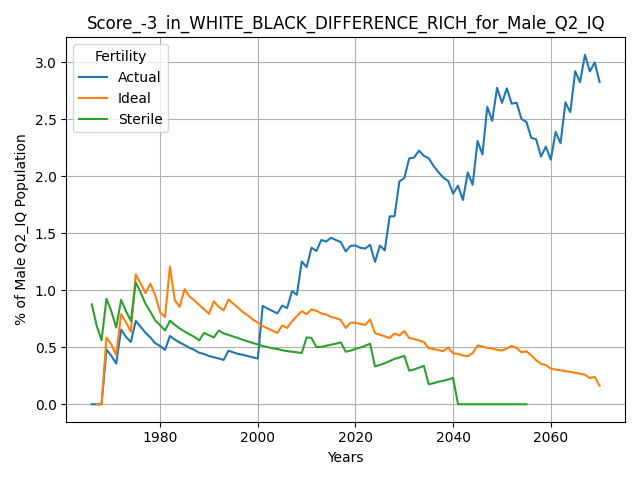 Score_-3_in_WHITE_BLACK_DIFFERENCE_RICH_for_Male_Q2_IQ
Fertility
Actual
Ideal
Sterile
% of Male Q2_IQ Population
3.0
2.5
2.0
1.5
1.0
0.5
0.0
1980
2000
2020
2040
2060
Years